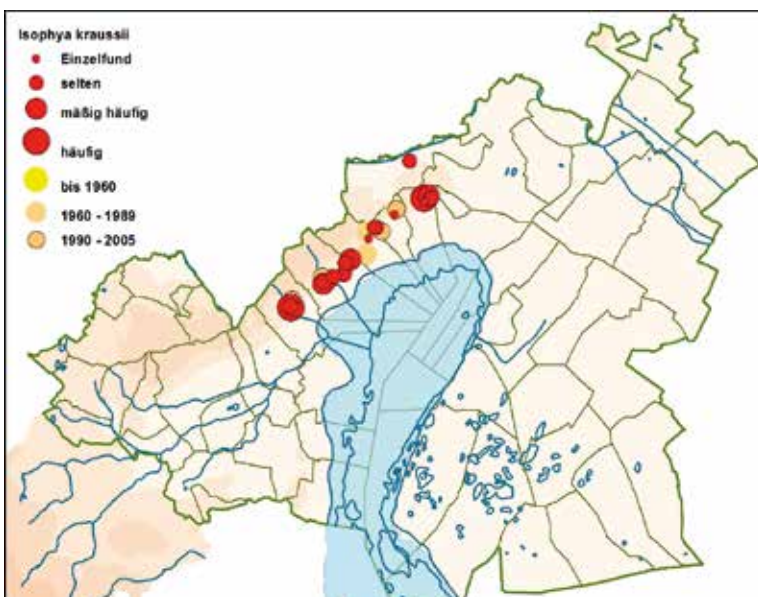 Isophya kraussii
Einzelfund
selten
mäßig häufig
häufig
bis 1960
1960 - 1989
1990 - 2005